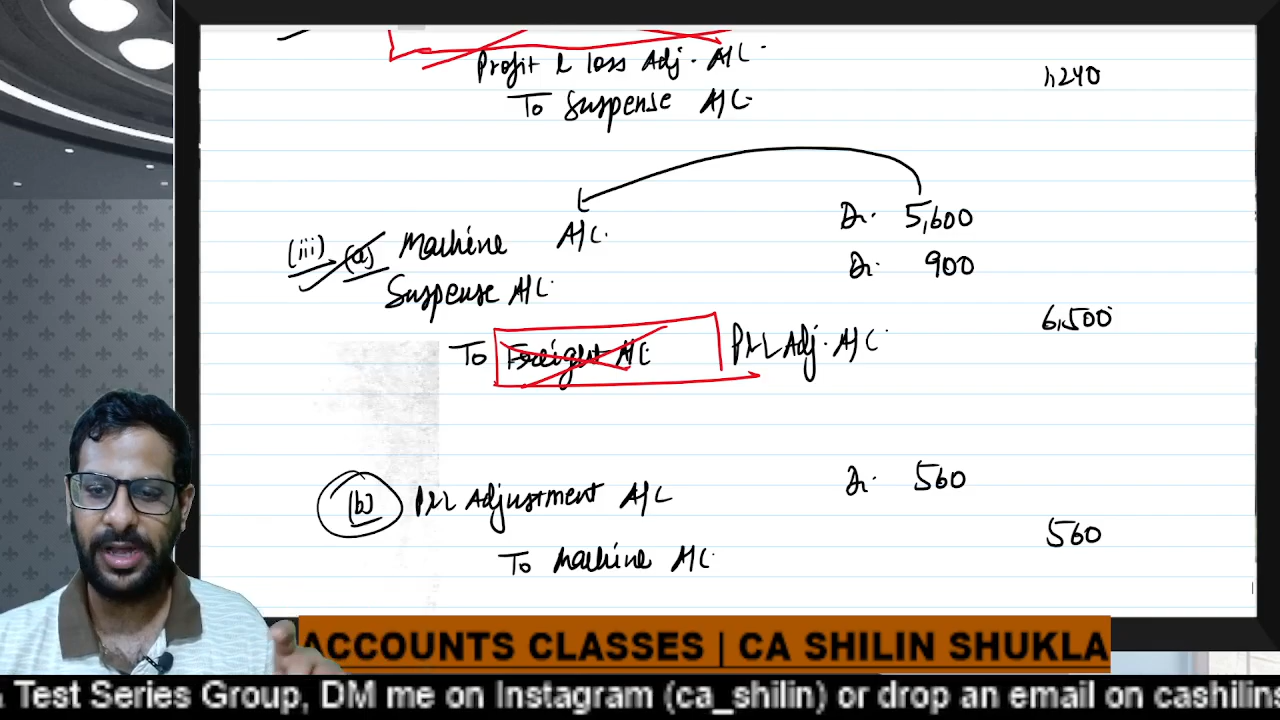 Profit & loss Adj. A/C. 1,240
To Suspense A/C.
(iii) (a) Machine A/C. Dr. 5,600
Suspense A/C. Dr. 900
To Freight A/C P&L Adj. A/C. 6,500
(b) P&L Adjustment A/C Dr. 560
To Machine A/C. 560
ACCOUNTS CLASSES | CA SHILIN SHUKLA
Test Series Group, DM me on Instagram (ca_shilin) or drop an email on cashilins